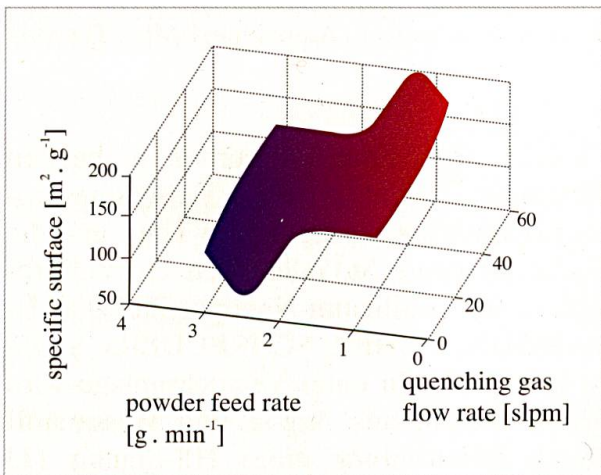 specific surface [m². g⁻¹]
200
150
100
50
4
3
2
1
0
0
20
40
60
powder feed rate
[g . min⁻¹]
quenching gas
flow rate [slpm]